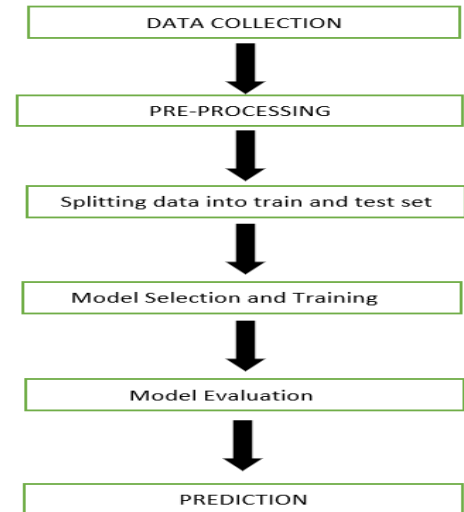 DATA COLLECTION
PRE-PROCESSING
Splitting data into train and test set
Model Selection and Training
Model Evaluation
PREDICTION